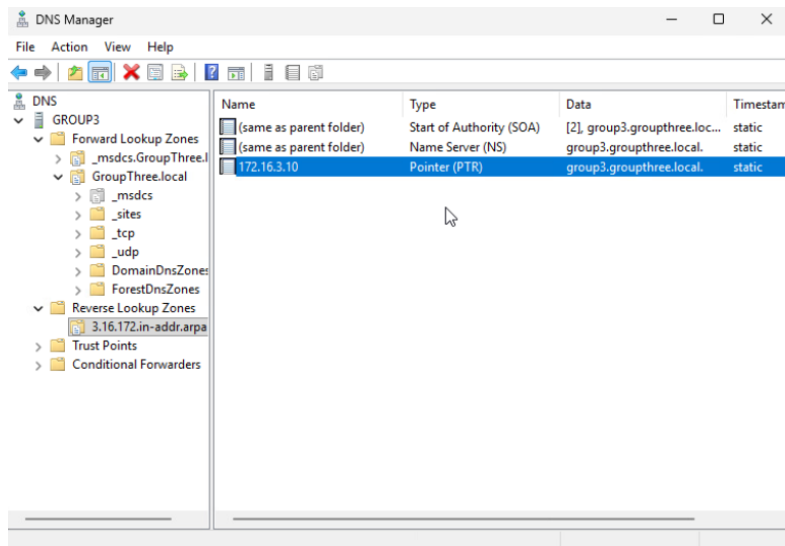 DNS Manager
File Action View Help
DNS
GROUP3
Forward Lookup Zones
_msdcs.GroupThree.l
GroupThree.local
_msdcs
_sites
_tcp
_udp
DomainDnsZones
ForestDnsZones
Reverse Lookup Zones
3.16.172.in-addr.arpa
Trust Points
Conditional Forwarders
Name Type Data Timestam
(same as parent folder) Start of Authority (SOA) [2], group3.groupthree.loc... static
(same as parent folder) Name Server (NS) group3.groupthree.local. static
172.16.3.10 Pointer (PTR) group3.groupthree.local. static